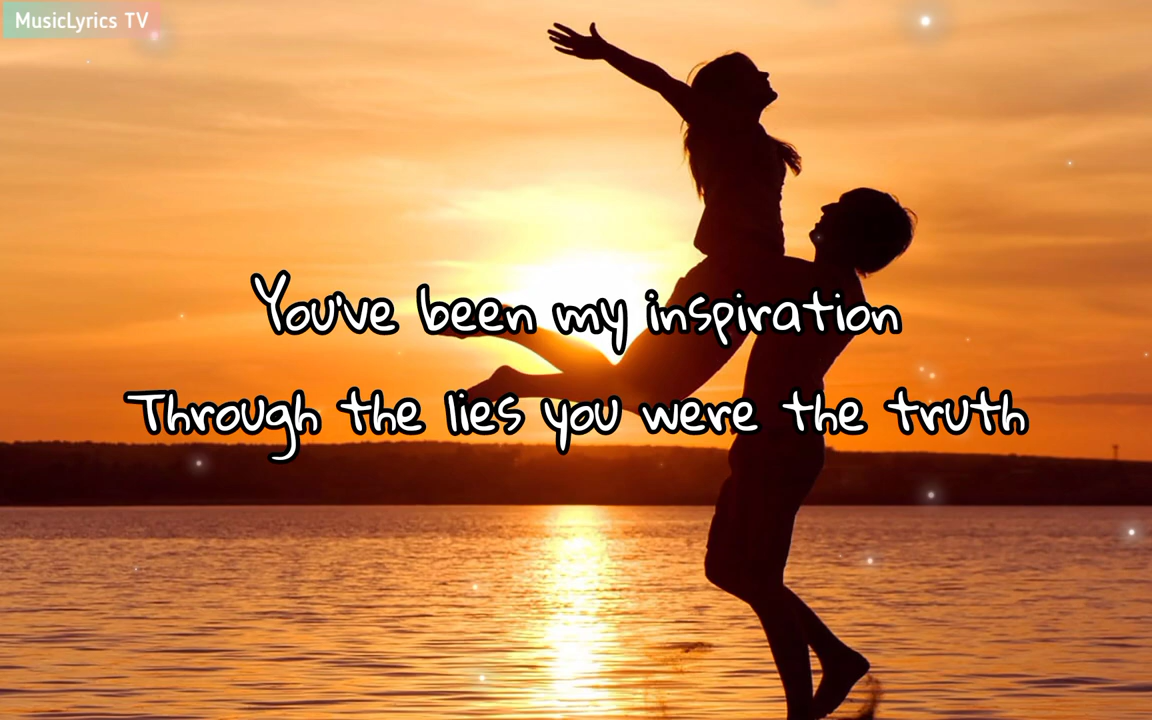 MusicLyrics TV
You've been my inspiration
Through the lies you were the truth